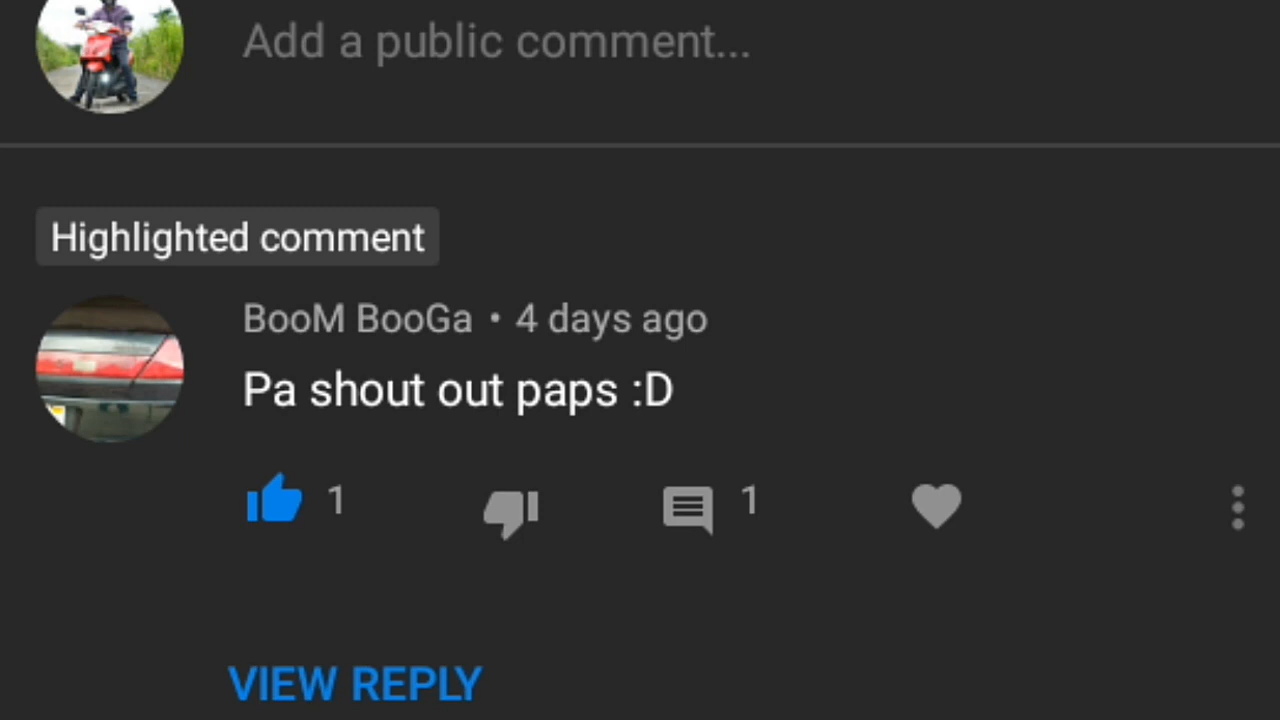 Add a public comment...
Highlighted comment
BooM BooGa • 4 days ago
Pa shout out paps :D
1 1
VIEW REPLY